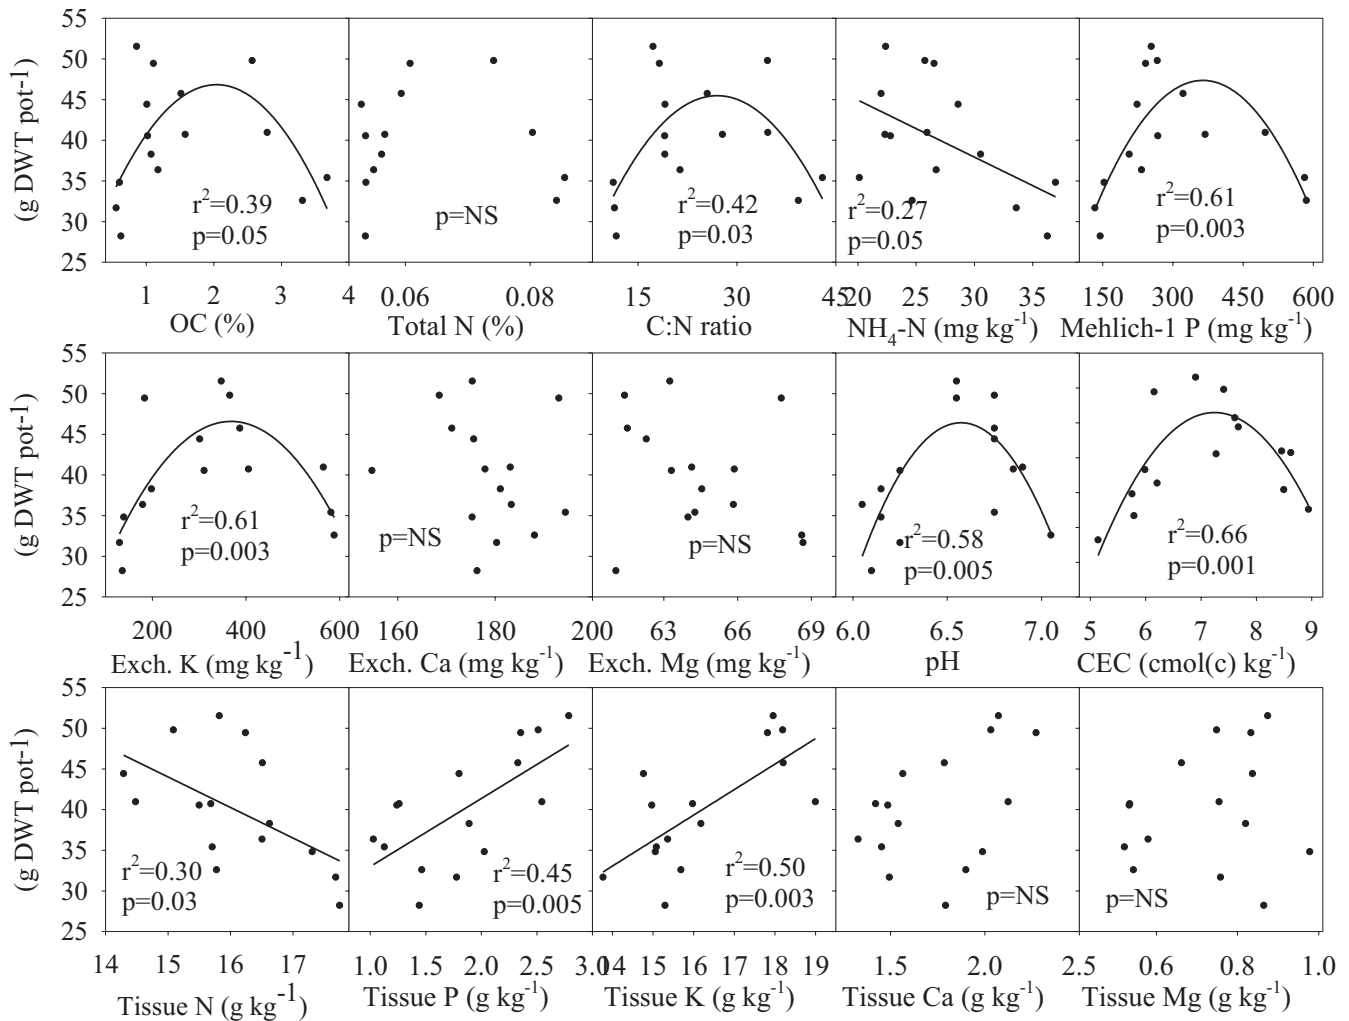 55
50
45
40
35
30
25
(g DWT pot-1)
r²=0.39
p=0.05
p=NS
r²=0.42
p=0.03
r²=0.27
p=0.05
r²=0.61
p=0.003
1 2 3 4 0.06 0.08 15 30 45 20 25 30 35 150 300 450 600
OC (%) Total N (%) C:N ratio NH₄-N (mg kg⁻¹) Mehlich-1 P (mg kg⁻¹)
55
50
45
40
35
30
25
(g DWT pot-1)
r²=0.61
p=0.003
p=NS
p=NS
r²=0.58
p=0.005
r²=0.66
p=0.001
200 400 600 160 180 200 63 66 69 6.0 6.5 7.0 5 6 7 8 9
Exch. K (mg kg⁻¹) Exch. Ca (mg kg⁻¹) Exch. Mg (mg kg⁻¹) pH CEC (cmol(c) kg⁻¹)
55
50
45
40
35
30
25
(g DWT pot-1)
r²=0.30
p=0.03
r²=0.45
p=0.005
r²=0.50
p=0.003
p=NS
p=NS
14 15 16 17 1.0 1.5 2.0 2.5 3.0 14 15 16 17 18 19 1.5 2.0 2.5 0.6 0.8 1.0
Tissue N (g kg⁻¹) Tissue P (g kg⁻¹) Tissue K (g kg⁻¹) Tissue Ca (g kg⁻¹) Tissue Mg (g kg⁻¹)